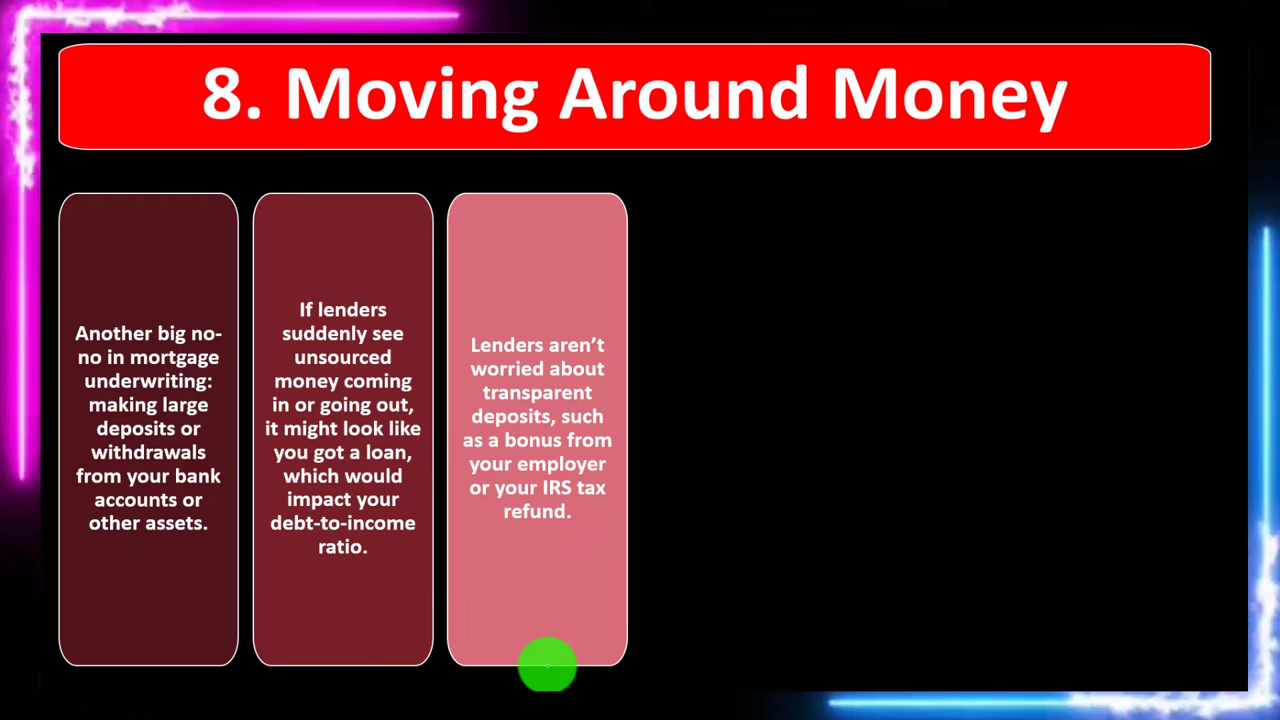 8. Moving Around Money
Another big no-
no in mortgage
underwriting:
making large
deposits or
withdrawals
from your bank
accounts or
other assets.
If lenders
suddenly see
unsourced
money coming
in or going out,
it might look like
you got a loan,
which would
impact your
debt-to-income
ratio.
Lenders aren’t
worried about
transparent
deposits, such
as a bonus from
your employer
or your IRS tax
refund.